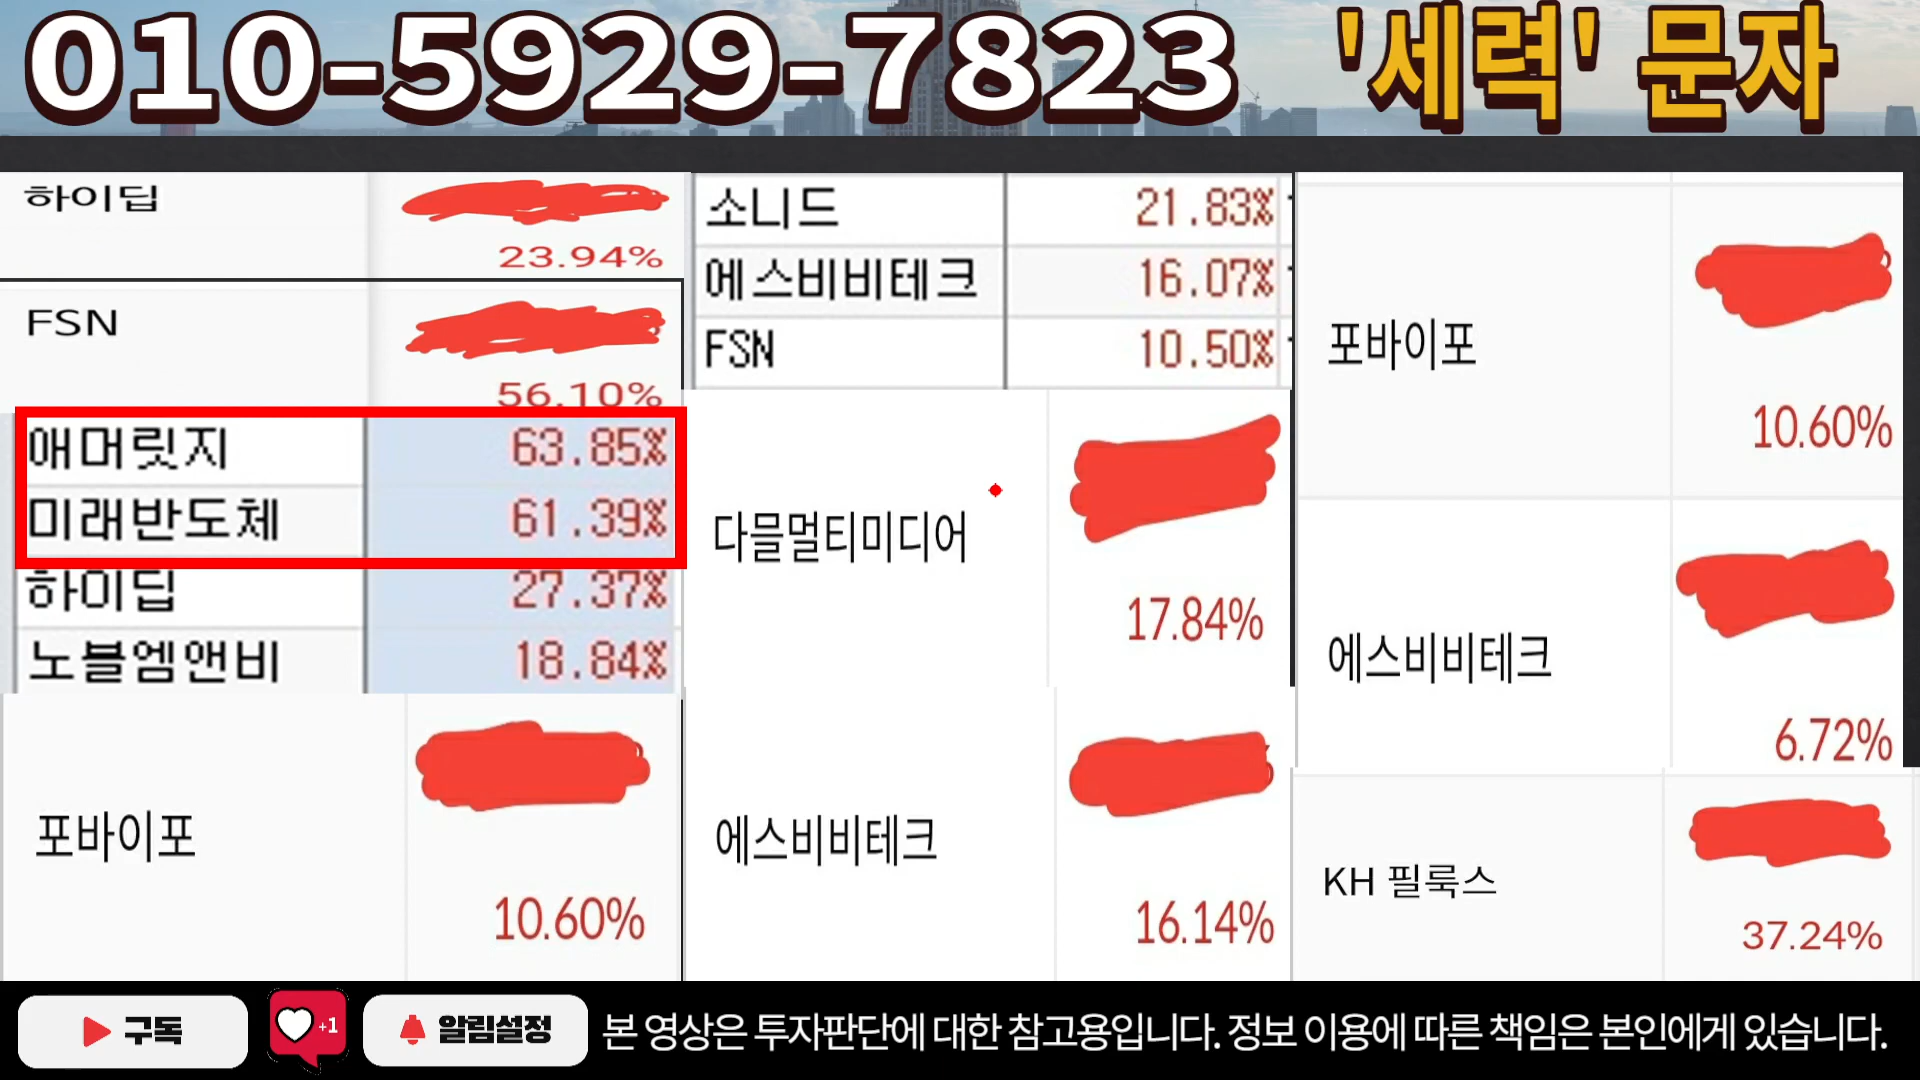 010-5929-7823 '세력' 문자
하이딥
23.94%
FSN
56.10%
애머릿지 63.85%
미래반도체 61.39%
하이딥 27.37%
노블엠앤비 18.84%
포바이포
10.60%
소니드 21.83%
에스비비테크 16.07%
FSN 10.50%
다믈멀티미디어
17.84%
에스비비테크
16.14%
포바이포
10.60%
에스비비테크
6.72%
KH 필룩스
37.24%
구독 +1 알림설정 본 영상은 투자판단에 대한 참고용입니다. 정보 이용에 따른 책임은 본인에게 있습니다.